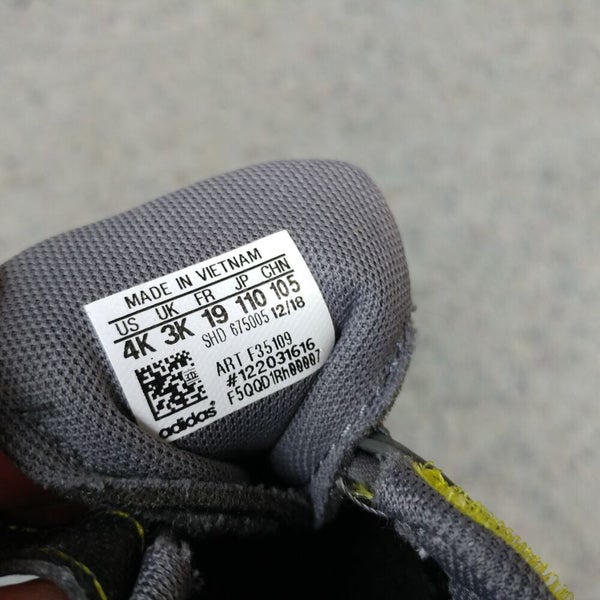 MADE IN VIETNAM
US UK FR JP CHN
4K 3K 19 110 105
SHD 675005 12/18
ART F35109
#122031616
F5QQD1Rh00007
adidas